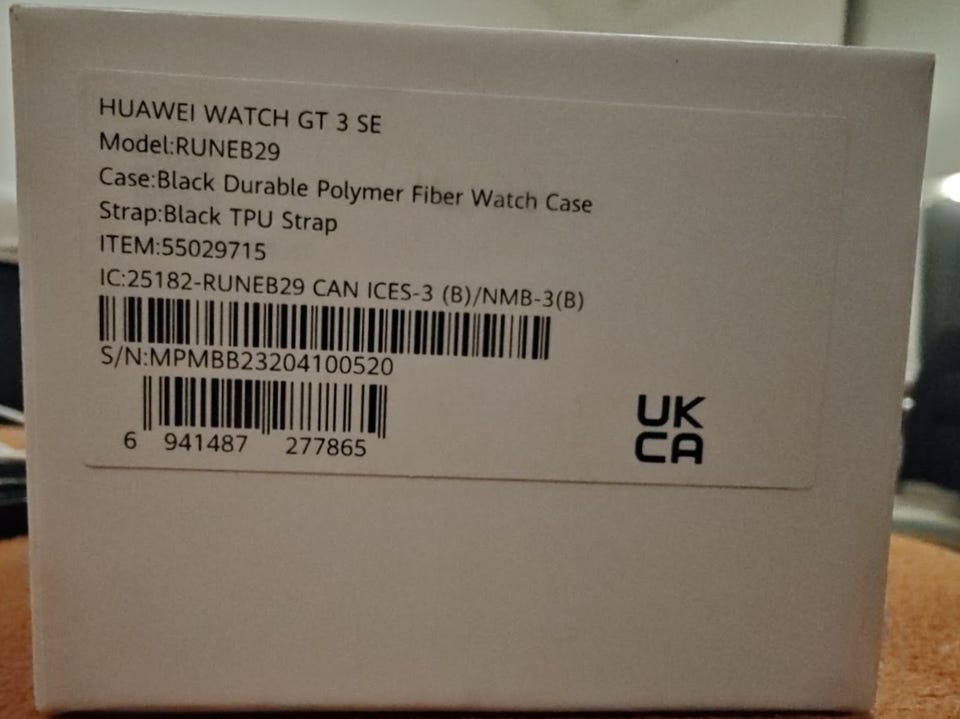 HUAWEI WATCH GT 3 SE
Model:RUNEB29
Case:Black Durable Polymer Fiber Watch Case
Strap:Black TPU Strap
ITEM:55029715
IC:25182-RUNEB29 CAN ICES-3 (B)/NMB-3(B)
S/N:MPMBB23204100520
6 941487 277865
UK
CA